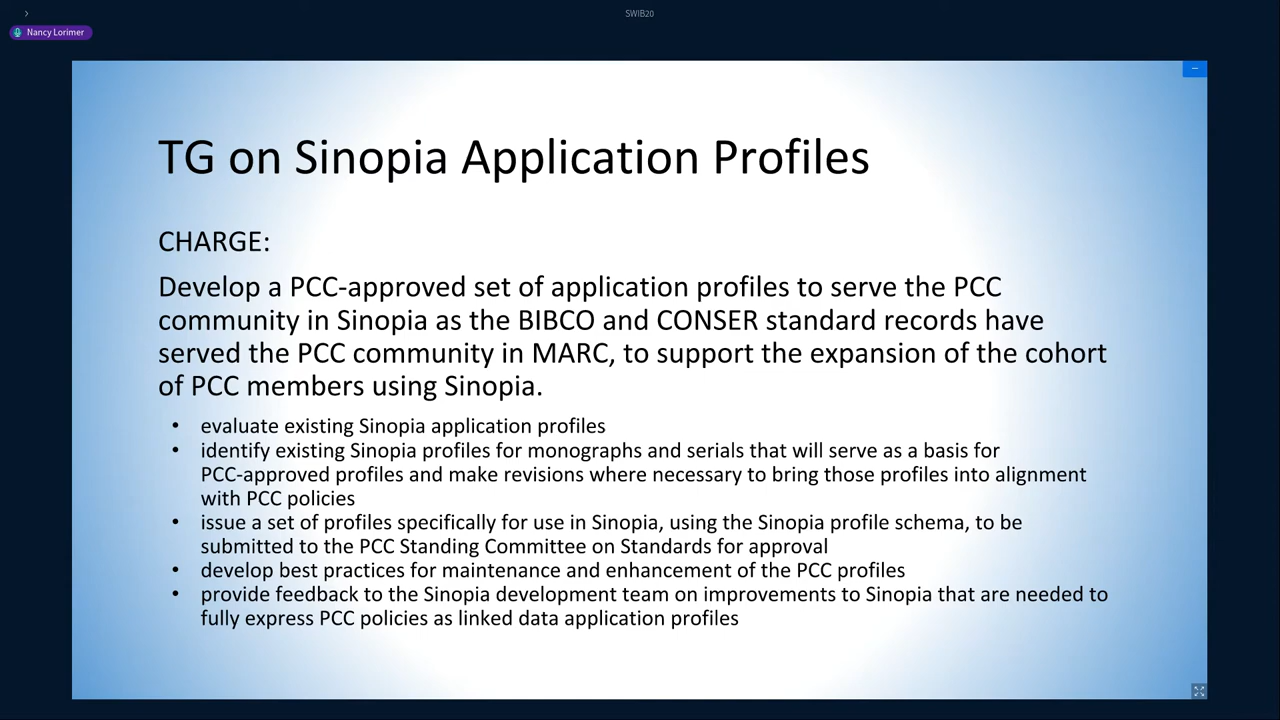 SWIB20
Nancy Lorimer
TG on Sinopia Application Profiles
CHARGE:
Develop a PCC-approved set of application profiles to serve the PCC
community in Sinopia as the BIBCO and CONSER standard records have
served the PCC community in MARC, to support the expansion of the cohort
of PCC members using Sinopia.
• evaluate existing Sinopia application profiles
• identify existing Sinopia profiles for monographs and serials that will serve as a basis for
PCC-approved profiles and make revisions where necessary to bring those profiles into alignment
with PCC policies
• issue a set of profiles specifically for use in Sinopia, using the Sinopia profile schema, to be
submitted to the PCC Standing Committee on Standards for approval
• develop best practices for maintenance and enhancement of the PCC profiles
• provide feedback to the Sinopia development team on improvements to Sinopia that are needed to
fully express PCC policies as linked data application profiles